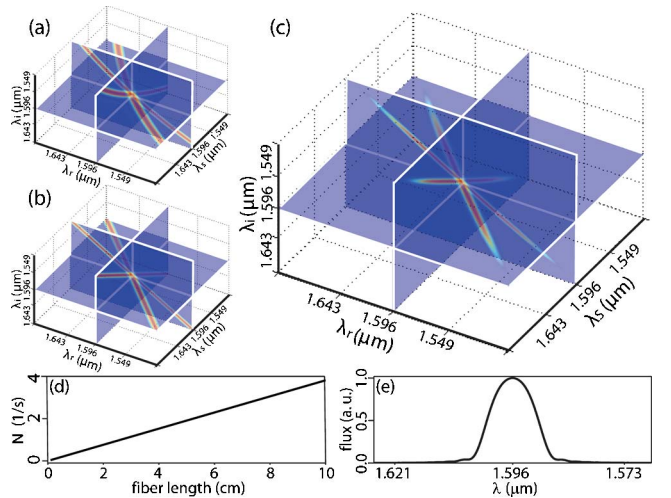 (a)
λi (µm)
1.549
1.596
1.643
1.643
1.596
1.549
λr (µm)
1.643
1.596
1.549
λs (µm)
(b)
λi (µm)
1.549
1.596
1.643
1.643
1.596
1.549
λr (µm)
1.643
1.596
1.549
λs (µm)
(c)
λi (µm)
1.549
1.596
1.643
1.643
1.596
1.549
λr (µm)
1.643
1.596
1.549
λs (µm)
(d)
N (1/s)
4
2
0
0
2
4
6
8
10
fiber length (cm)
(e)
flux (a. u.)
1.0
0.5
0.0
1.621
1.596
1.573
λ (µm)